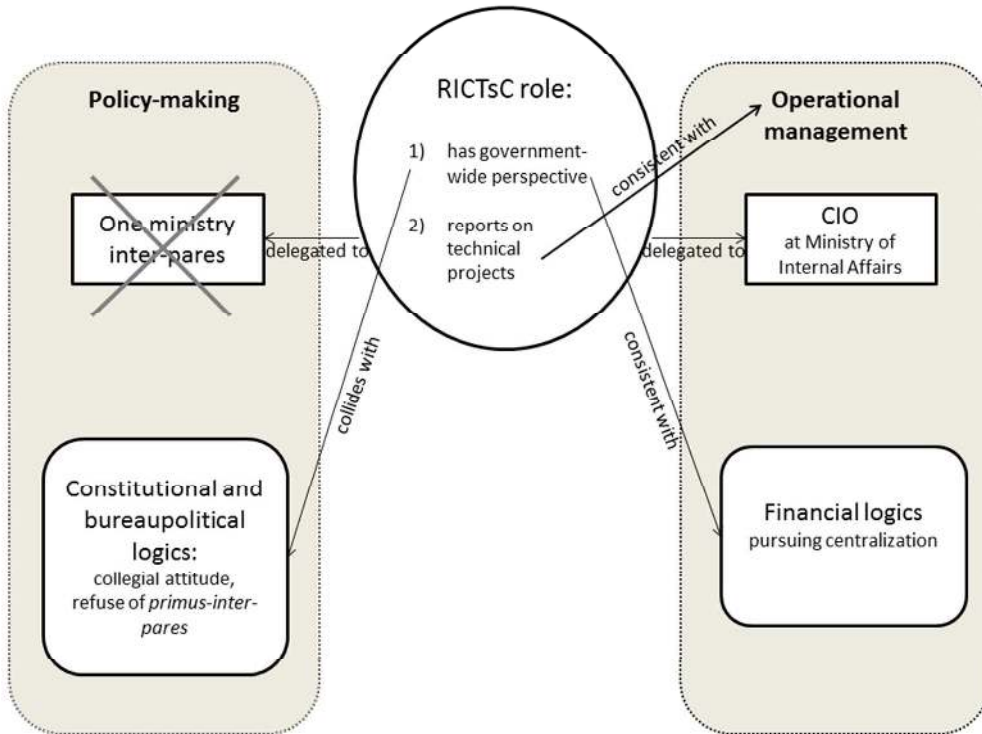 Policy-making
One ministry
inter-pares
delegated to
Constitutional and
bureaupolitical
logics:
collegial attitude,
refuse of primus-inter-
pares
collides with
RICTsC role:
1) has government-
wide perspective
2) reports on
technical
projects
consistent with
delegated to
consistent with
Operational
management
CIO
at Ministry of
Internal Affairs
Financial logics
pursuing centralization